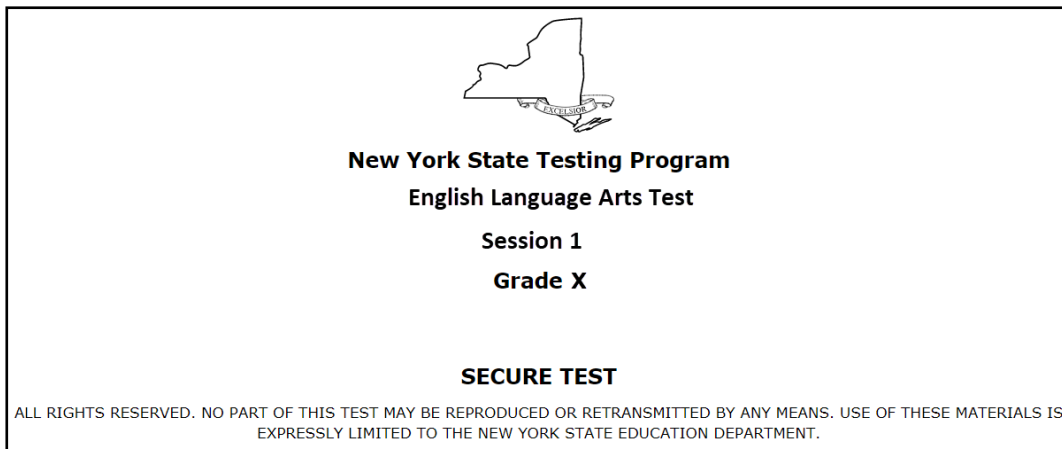 EXCELSIOR
New York State Testing Program
English Language Arts Test
Session 1
Grade X
SECURE TEST
ALL RIGHTS RESERVED. NO PART OF THIS TEST MAY BE REPRODUCED OR RETRANSMITTED BY ANY MEANS. USE OF THESE MATERIALS IS
EXPRESSLY LIMITED TO THE NEW YORK STATE EDUCATION DEPARTMENT.